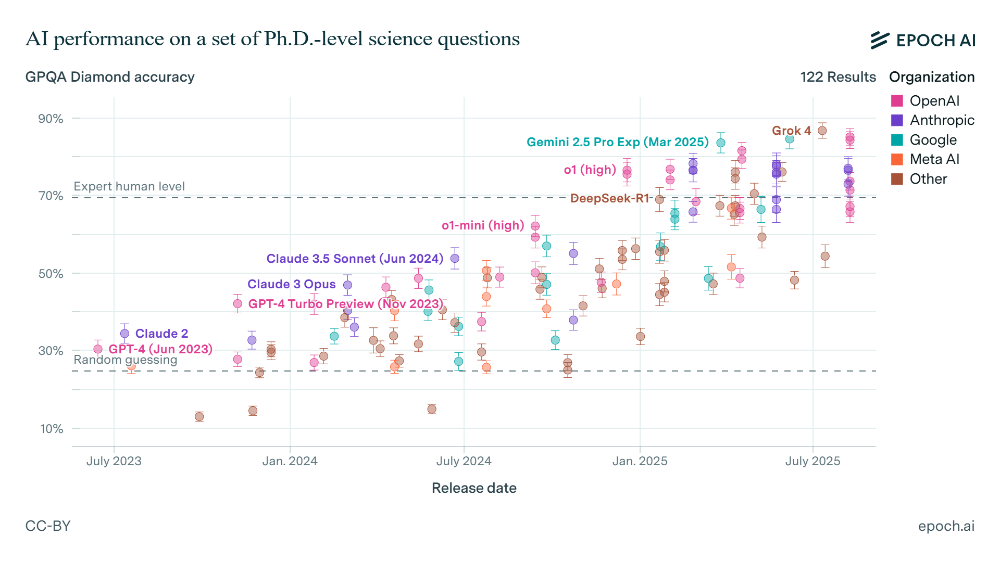 AI performance on a set of Ph.D.-level science questions
EPOCH AI
GPQA Diamond accuracy
122 Results
Organization
OpenAI
Anthropic
Google
Meta AI
Other
90%
70%
50%
30%
10%
Grok 4
Gemini 2.5 Pro Exp (Mar 2025)
o1 (high)
Expert human level
DeepSeek-R1
o1-mini (high)
Claude 3.5 Sonnet (Jun 2024)
Claude 3 Opus
GPT-4 Turbo Preview (Nov 2023)
Claude 2
GPT-4 (Jun 2023)
Random guessing
July 2023
Jan. 2024
July 2024
Jan. 2025
July 2025
Release date
CC-BY
epoch.ai